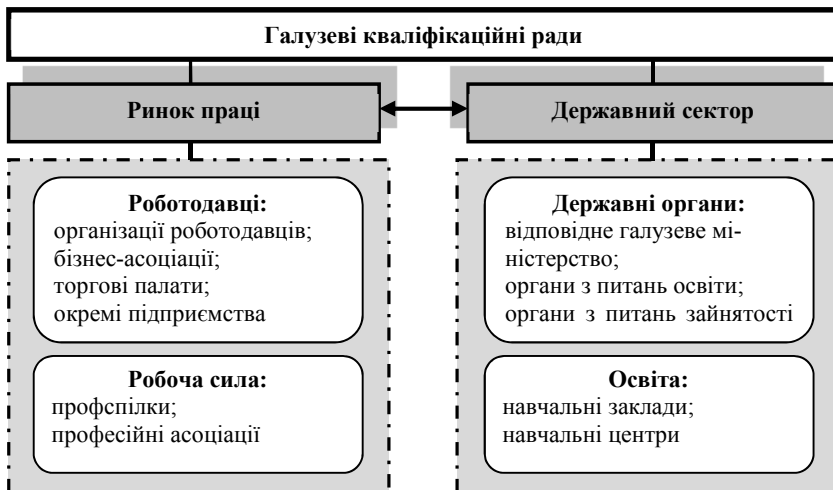 Галузеві кваліфікаційні ради
Ринок праці
Державний сектор
Роботодавці:
організації роботодавців;
бізнес-асоціації;
торгові палати;
окремі підприємства
Робоча сила:
профспілки;
професійні асоціації
Державні органи:
відповідне галузеве мі-
ністерство;
органи з питань освіти;
органи з питань зайнятості
Освіта:
навчальні заклади;
навчальні центри